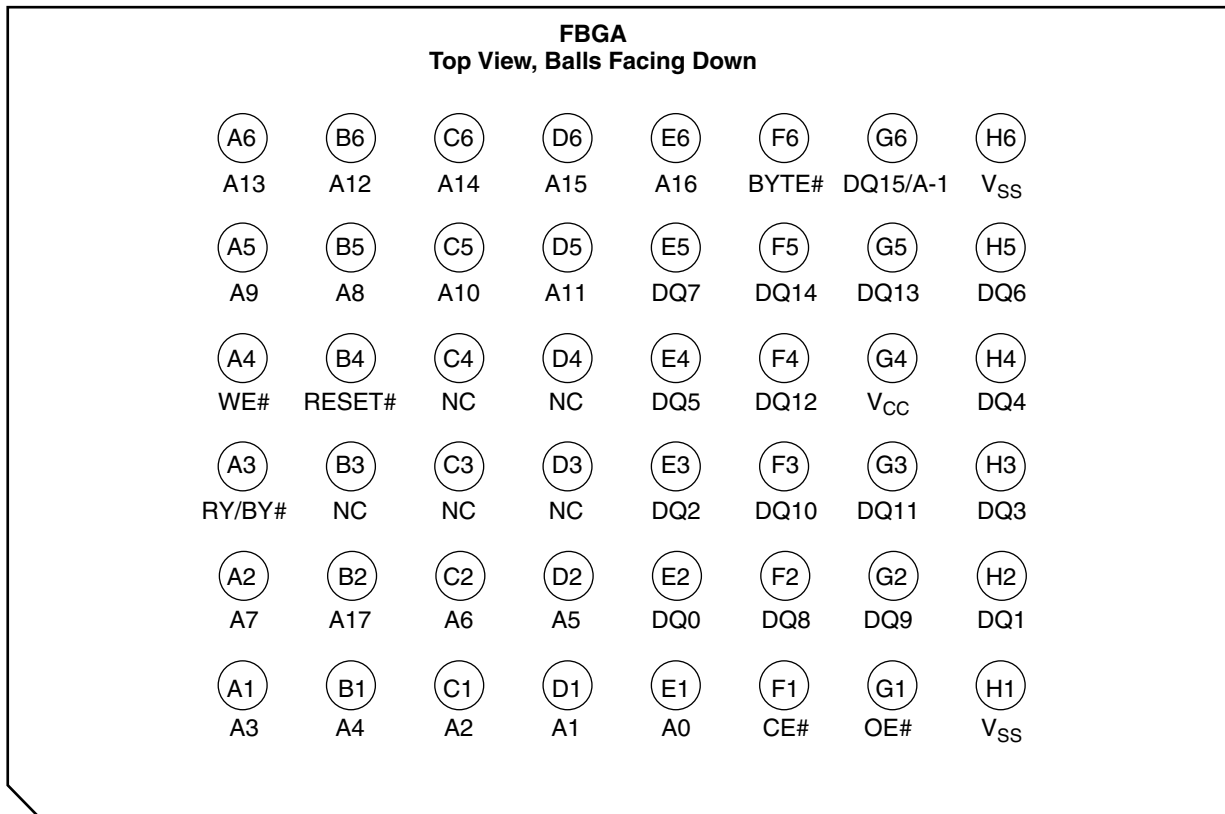 FBGA
Top View, Balls Facing Down
A6 B6 C6 D6 E6 F6 G6 H6
A13 A12 A14 A15 A16 BYTE# DQ15/A-1 VSS
A5 B5 C5 D5 E5 F5 G5 H5
A9 A8 A10 A11 DQ7 DQ14 DQ13 DQ6
A4 B4 C4 D4 E4 F4 G4 H4
WE# RESET# NC NC DQ5 DQ12 VCC DQ4
A3 B3 C3 D3 E3 F3 G3 H3
RY/BY# NC NC NC DQ2 DQ10 DQ11 DQ3
A2 B2 C2 D2 E2 F2 G2 H2
A7 A17 A6 A5 DQ0 DQ8 DQ9 DQ1
A1 B1 C1 D1 E1 F1 G1 H1
A3 A4 A2 A1 A0 CE# OE# VSS